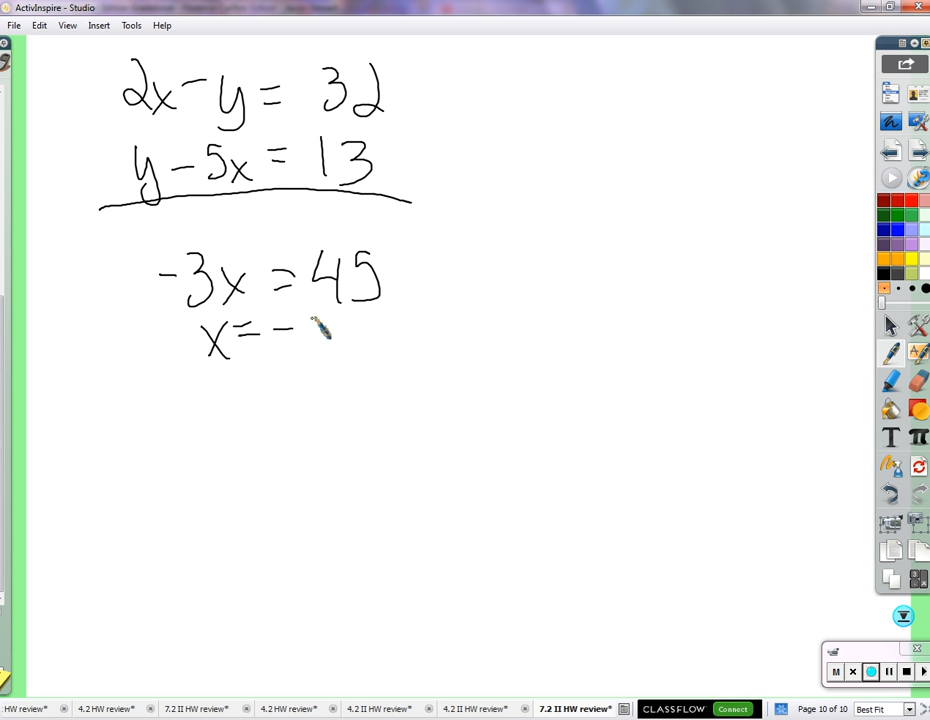 ActivInspire - Studio
File Edit View Insert Tools Help
2x - y = 32
y - 5x = 13
-3x = 45
x = -
HW review* 4.2 HW review* 7.2 II HW review* 4.2 HW review* 4.2 II HW review* 4.2 II HW review* 7.2 II HW review* CLASSFLOW Connect Page 10 of 10 Best Fit